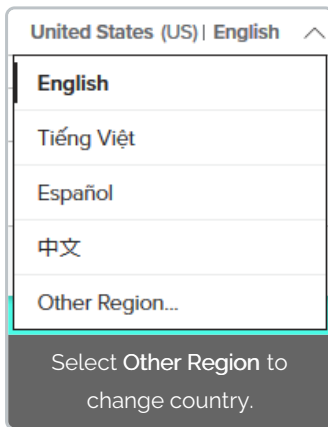 United States (US) | English
English
Tiếng Việt
Español
中文
Other Region...
Select Other Region to
change country.